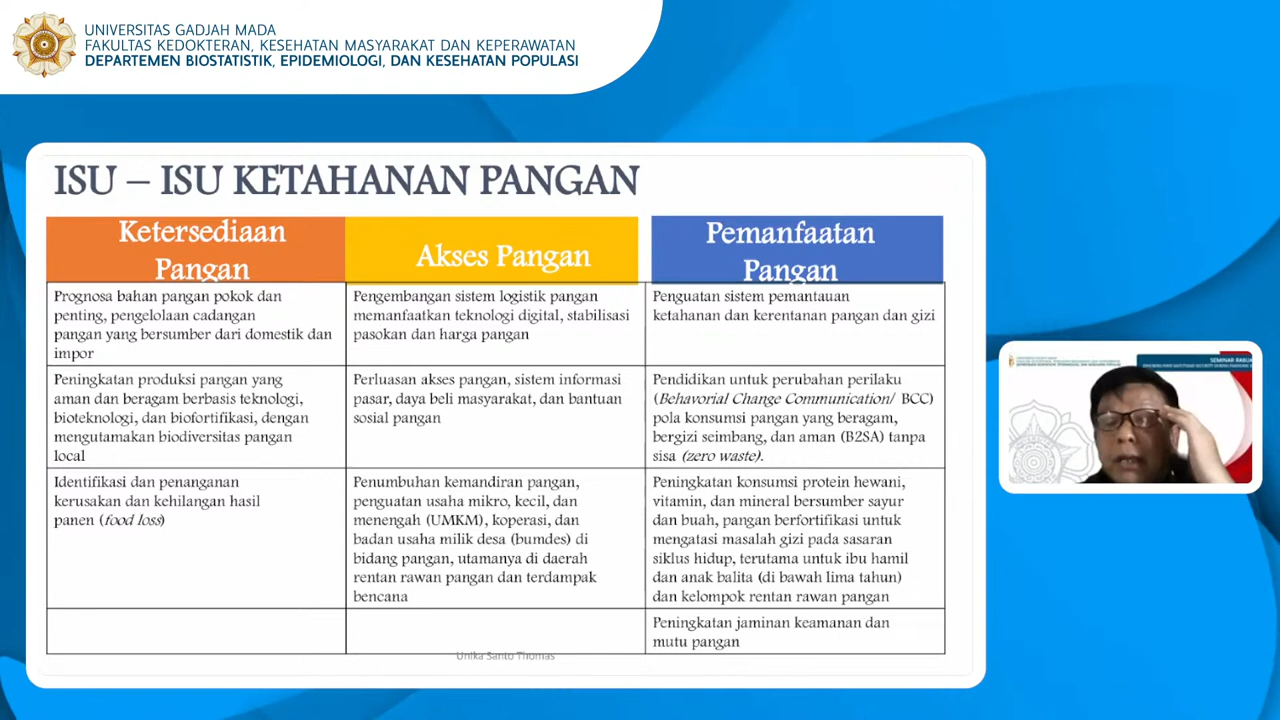 UNIVERSITAS GADJAH MADA
FAKULTAS KEDOKTERAN, KESEHATAN MASYARAKAT DAN KEPERAWATAN
DEPARTEMEN BIOSTATISTIK, EPIDEMIOLOGI, DAN KESEHATAN POPULASI
ISU – ISU KETAHANAN PANGAN
Ketersediaan
Pangan
Akses Pangan
Pemanfaatan
Pangan
Prognosa bahan pangan pokok dan
penting, pengelolaan cadangan
pangan yang bersumber dari domestik dan
impor
Pengembangan sistem logistik pangan
memanfaatkan teknologi digital, stabilisasi
pasokan dan harga pangan
Penguatan sistem pemantauan
ketahanan dan kerentanan pangan dan gizi
Peningkatan produksi pangan yang
aman dan beragam berbasis teknologi,
bioteknologi, dan biofortifikasi, dengan
mengutamakan biodiversitas pangan
local
Perluasan akses pangan, sistem informasi
pasar, daya beli masyarakat, dan bantuan
sosial pangan
Pendidikan untuk perubahan perilaku
(Behavorial Change Communication/ BCC)
pola konsumsi pangan yang beragam,
bergizi seimbang, dan aman (B2SA) tanpa
sisa (zero waste).
Identifikasi dan penanganan
kerusakan dan kehilangan hasil
panen (food loss)
Penumbuhan kemandiran pangan,
penguatan usaha mikro, kecil, dan
menengah (UMKM), koperasi, dan
badan usaha milik desa (bumdes) di
bidang pangan, utamanya di daerah
rentan rawan pangan dan terdampak
bencana
Peningkatan konsumsi protein hewani,
vitamin, dan mineral bersumber sayur
dan buah, pangan berfortifikasi untuk
mengatasi masalah gizi pada sasaran
siklus hidup, terutama untuk ibu hamil
dan anak balita (di bawah lima tahun)
dan kelompok rentan rawan pangan
Peningkatan jaminan keamanan dan
mutu pangan
Unika Santo Thomas
SEMINAR RABU